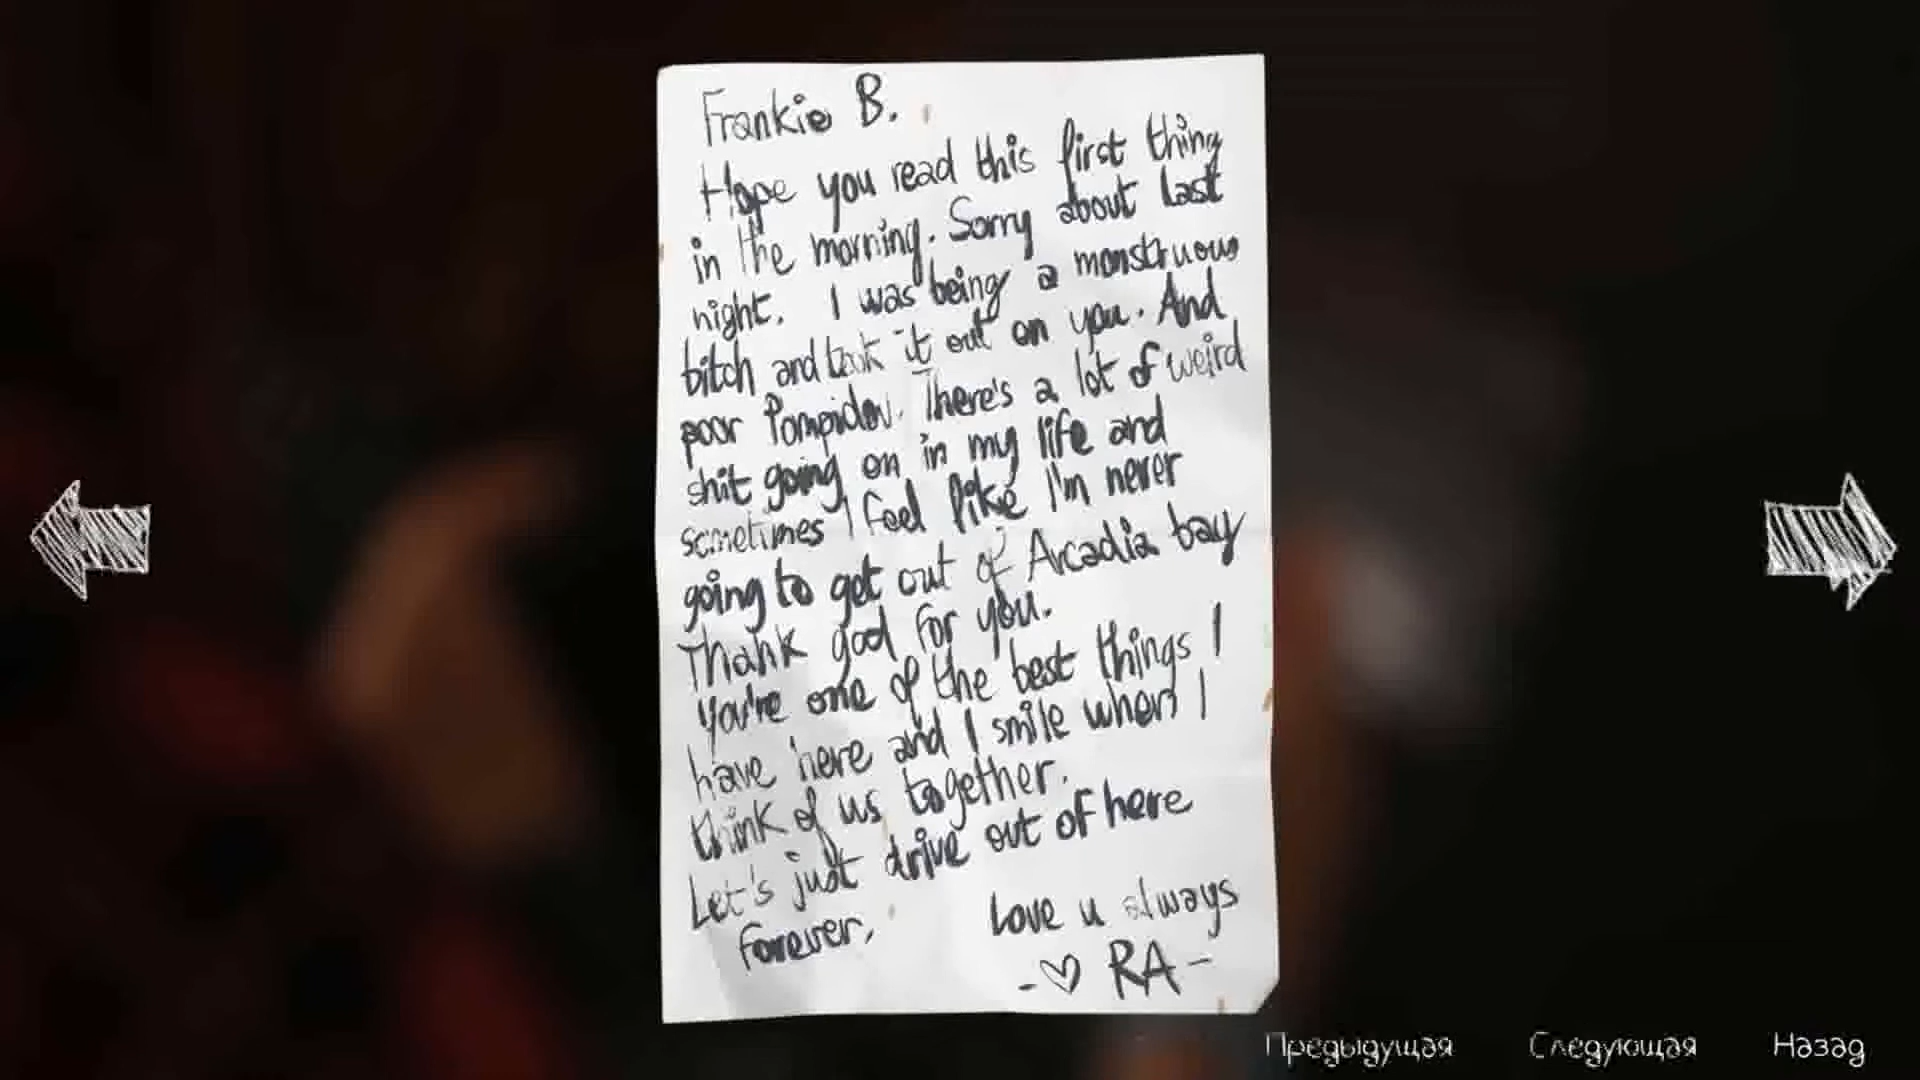 Frankie B.
Hope you read this first thing
in the morning. Sorry about last
night. I was being a monstruous
bitch and took it out on you. And
poor Pompidou. There's a lot of weird
shit going on in my life and
sometimes I feel like I'm never
going to get out of Arcadia bay
Thank god for you.
You're one of the best things I
have here and I smile when I
think of us together.
Let's just drive out of here
forever.
Love u always
-♡ RA-
Предыдущая Следующая Назад